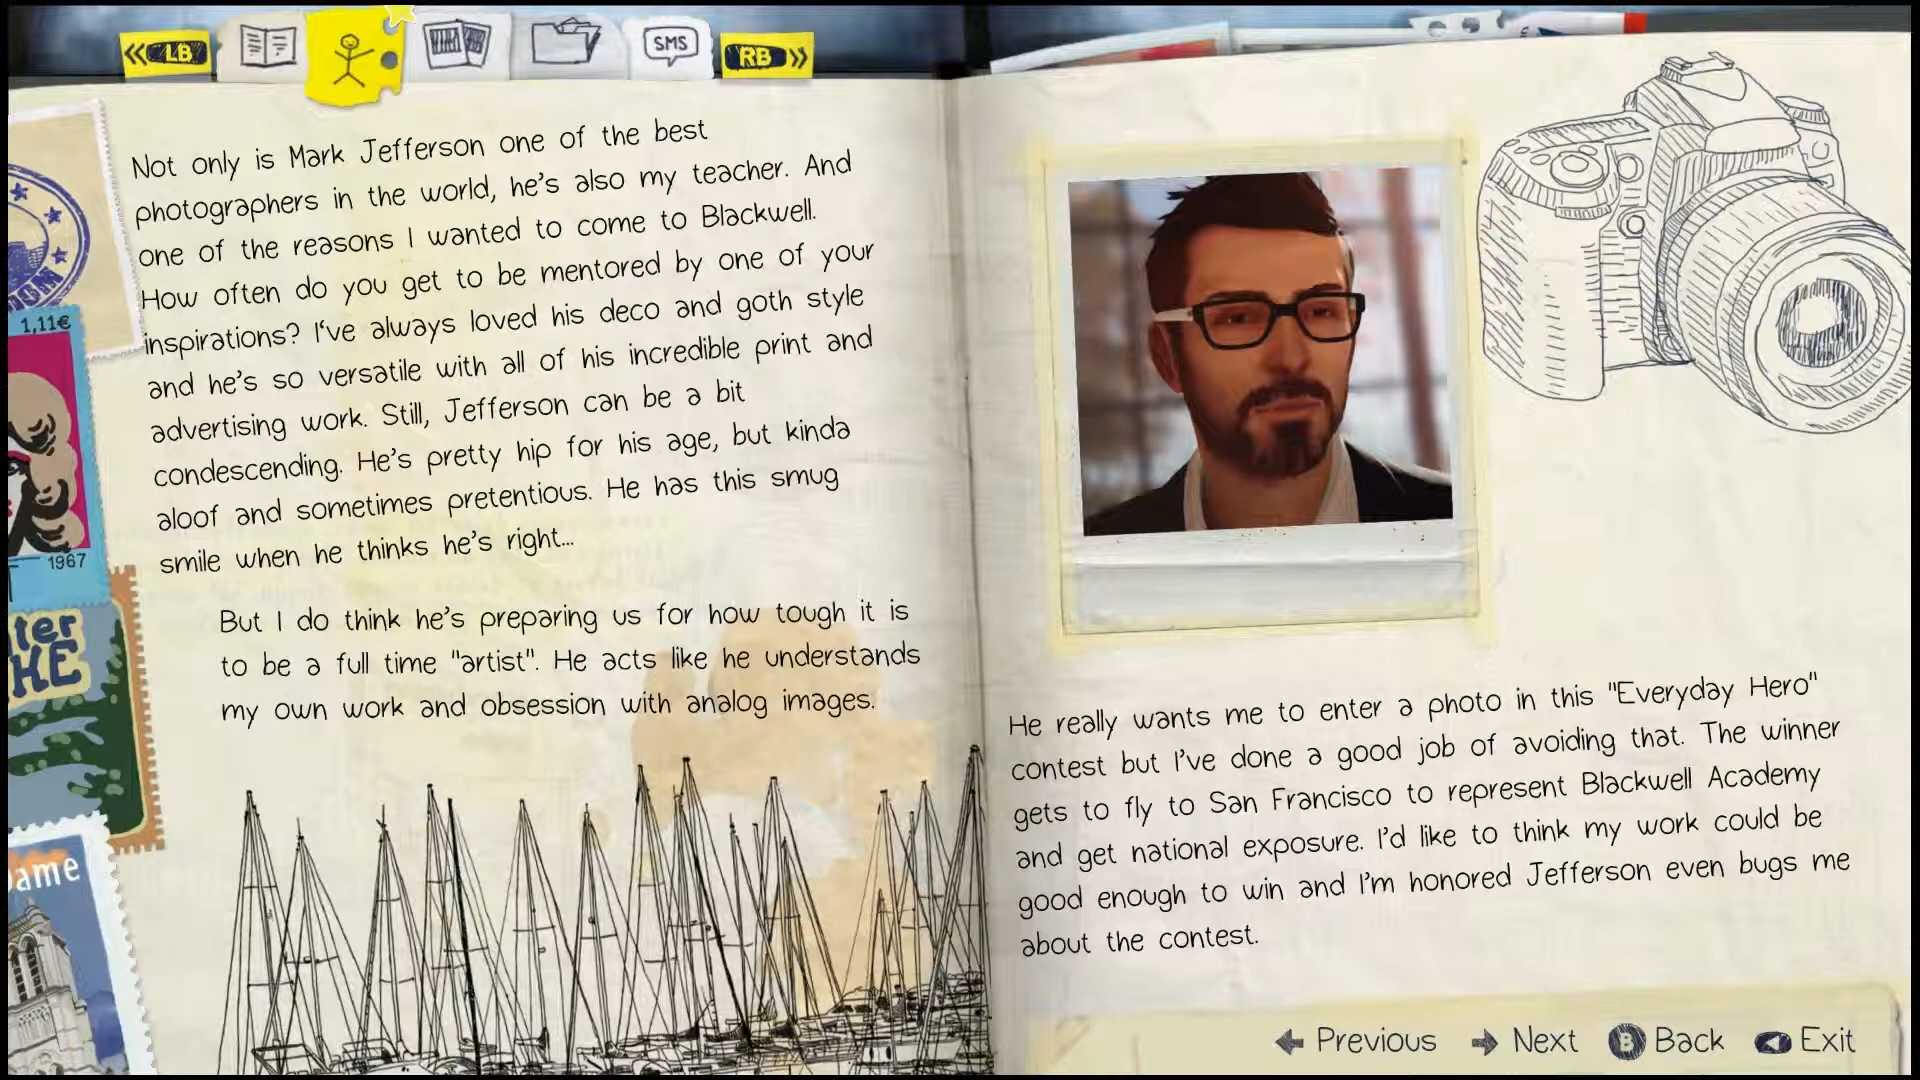 LB
SMS
RB
Not only is Mark Jefferson one of the best
photographers in the world, he's also my teacher. And
one of the reasons I wanted to come to Blackwell.
How often do you get to be mentored by one of your
inspirations? I've always loved his deco and goth style
and he's so versatile with all of his incredible print and
advertising work. Still, Jefferson can be a bit
condescending. He's pretty hip for his age, but kinda
aloof and sometimes pretentious. He has this smug
smile when he thinks he's right...
But I do think he's preparing us for how tough it is
to be a full time "artist". He acts like he understands
my own work and obsession with analog images.
1,11€
1967
ter
KE
ame
He really wants me to enter a photo in this "Everyday Hero"
contest but I've done a good job of avoiding that. The winner
gets to fly to San Francisco to represent Blackwell Academy
and get national exposure. I'd like to think my work could be
good enough to win and I'm honored Jefferson even bugs me
about the contest.
Previous
Next
B Back
Exit